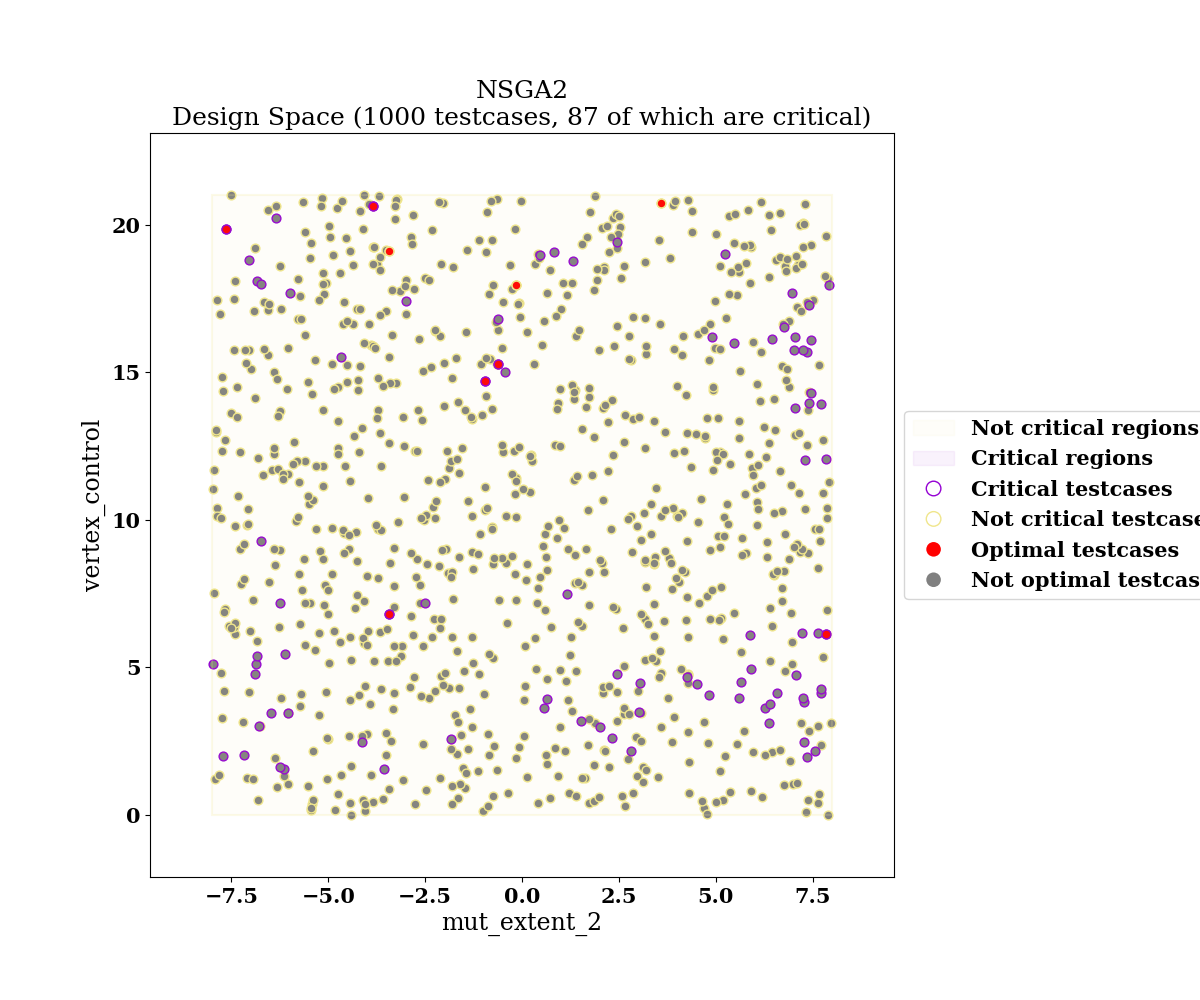 NSGA2
Design Space (1000 testcases, 87 of which are critical)
20
15
10
5
0
vertex_control
−7.5
−5.0
−2.5
0.0
2.5
5.0
7.5
mut_extent_2
Not critical regions
Critical regions
Critical testcases
Not critical testcase
Optimal testcases
Not optimal testcas